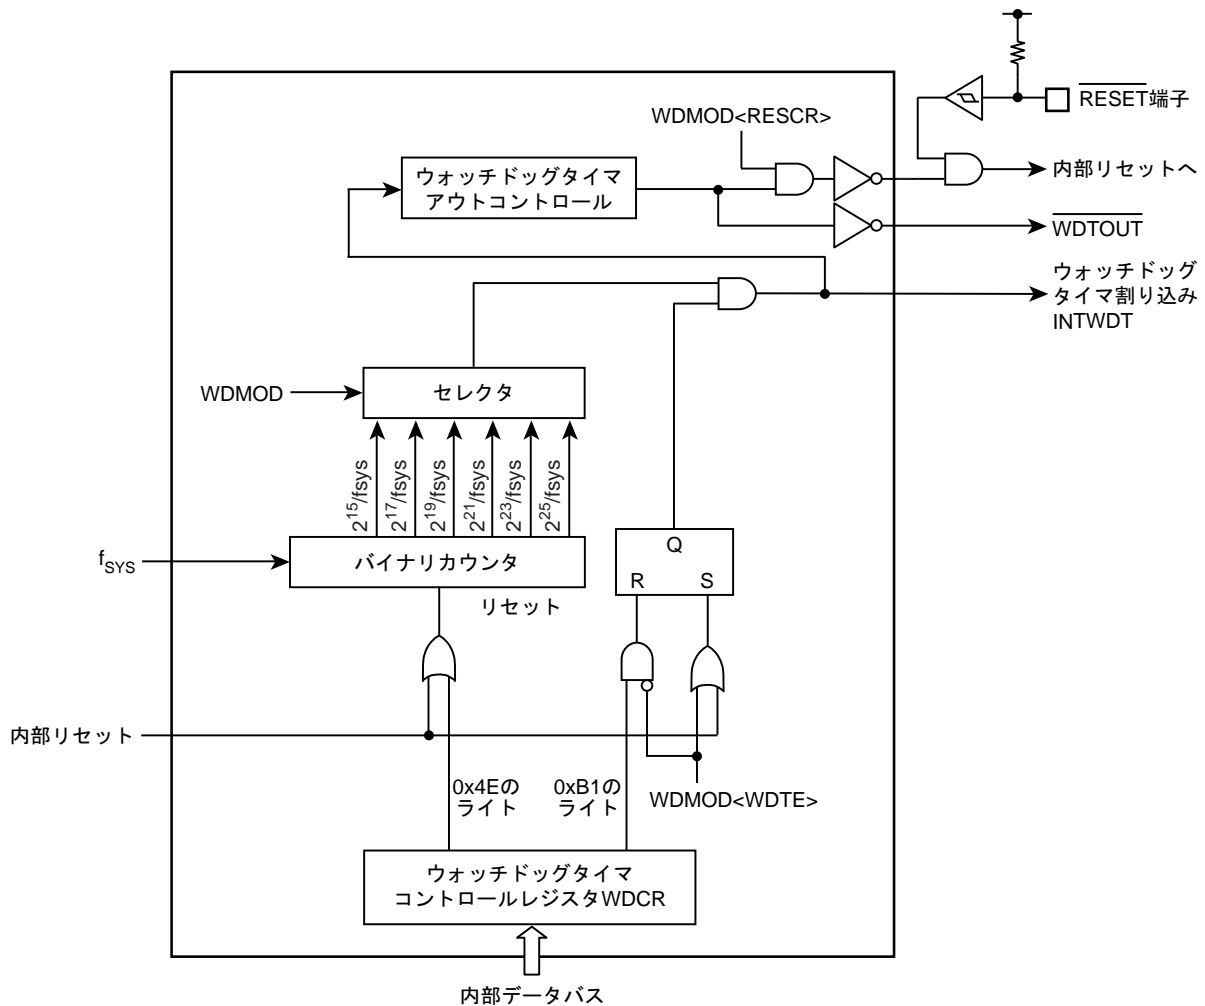 RESET端子
WDMOD<RESCR>
内部リセットへ
ウォッチドッグタイマ
アウトコントロール
WDTOUT
ウォッチドッグ
タイマ割り込み
INTWDT
WDMOD
セレクタ
2^15/fsys
2^17/fsys
2^19/fsys
2^21/fsys
2^23/fsys
2^25/fsys
fSYS
バイナリカウンタ
リセット
Q
R
S
内部リセット
0x4Eの
ライト
0xB1の
ライト
WDMOD<WDTE>
ウォッチドッグタイマ
コントロールレジスタWDCR
内部データバス